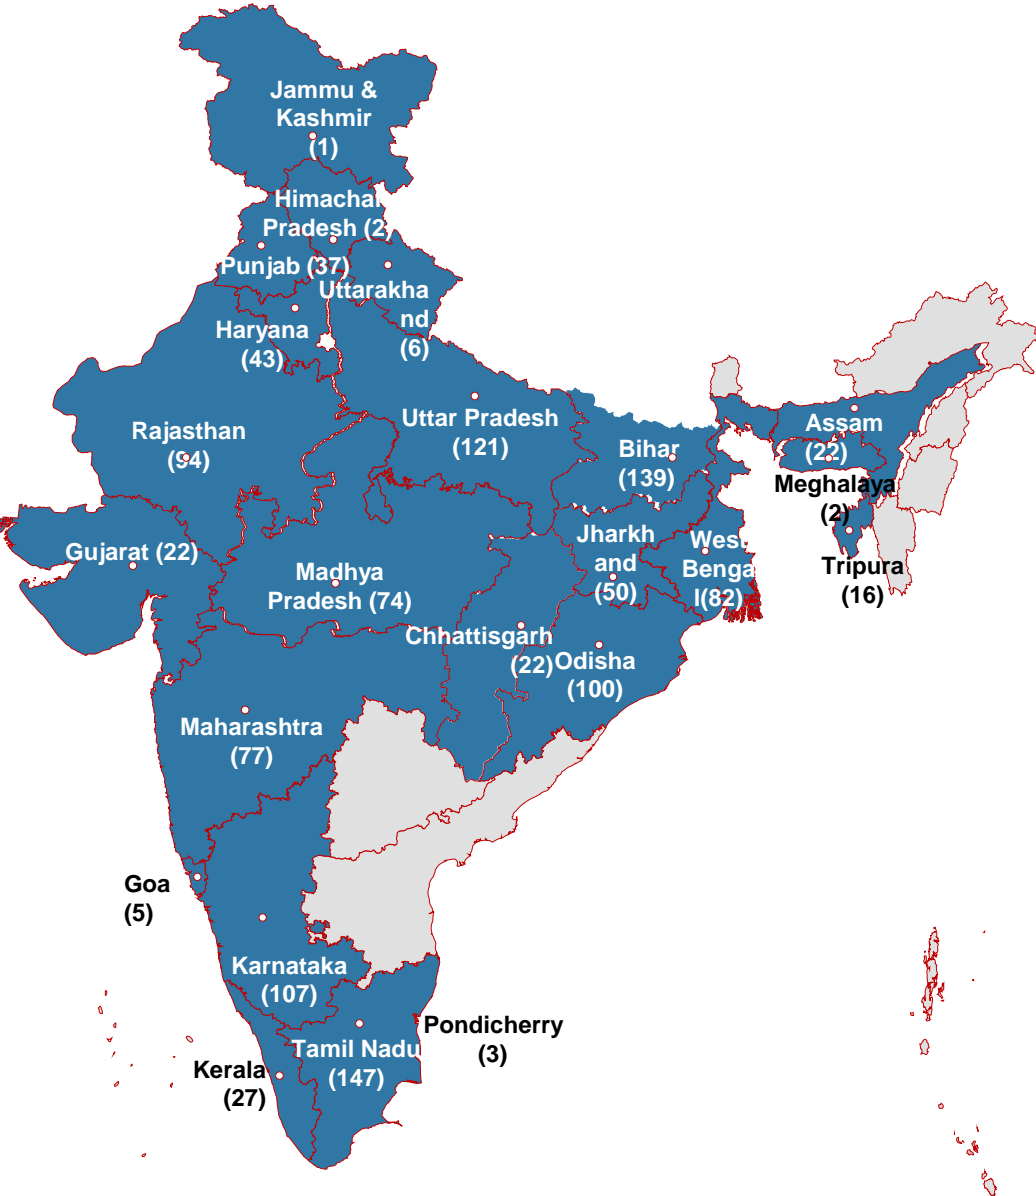 Jammu &
Kashmir
(1)
Himachal
Pradesh (2)
Punjab (37)
Uttarakha
nd
(6)
Haryana
(43)
Rajasthan
(94)
Uttar Pradesh
(121)
Bihar
(139)
Assam
(22)
Meghalaya
(2)
Tripura
(16)
Gujarat (22)
Madhya
Pradesh (74)
Jharkh
and
(50)
West
Benga
l(82)
Chhattisgarh
(22)
Odisha
(100)
Maharashtra
(77)
Goa
(5)
Karnataka
(107)
Pondicherry
(3)
Tamil Nadu
(147)
Kerala
(27)